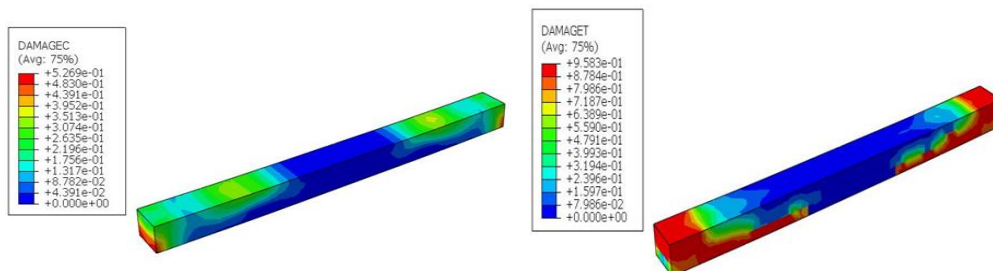 DAMAGEC
(Avg: 75%)
+5.269e-01
+4.830e-01
+4.391e-01
+3.952e-01
+3.513e-01
+3.074e-01
+2.635e-01
+2.196e-01
+1.756e-01
+1.317e-01
+8.782e-02
+4.391e-02
+0.000e+00
DAMAGET
(Avg: 75%)
+9.583e-01
+8.784e-01
+7.986e-01
+7.187e-01
+6.389e-01
+5.590e-01
+4.791e-01
+3.993e-01
+3.194e-01
+2.396e-01
+1.597e-01
+7.986e-02
+0.000e+00